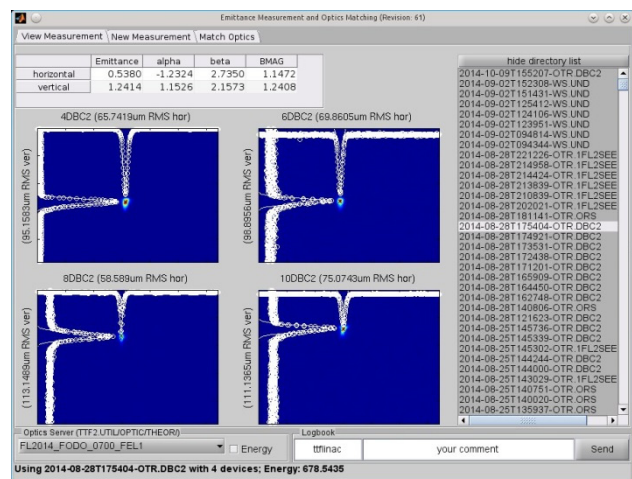 Emittance Measurement and Optics Matching (Revision: 61)
View Measurement New Measurement Match Optics
Emittance alpha beta BMAG
horizontal 0.5380 -1.2324 2.7350 1.1472
vertical 1.2414 1.1526 2.1573 1.2408
4DBC2 (65.7419um RMS hor)
(95.1583um RMS ver)
6DBC2 (69.8605um RMS hor)
(98.8956um RMS ver)
8DBC2 (58.589um RMS hor)
(113.1489um RMS ver)
10DBC2 (75.0743um RMS hor)
(111.1365um RMS ver)
hide directory list
2014-10-09T155207-OTR.DBC2
2014-09-02T152308-WS.UND
2014-09-02T151431-WS.UND
2014-09-02T125412-WS.UND
2014-09-02T124106-WS.UND
2014-09-02T123951-WS.UND
2014-09-02T094814-WS.UND
2014-09-02T094344-WS.UND
2014-08-28T221226-OTR.1FL2SEE
2014-08-28T214958-OTR.1FL2SEE
2014-08-28T214424-OTR.1FL2SEE
2014-08-28T213839-OTR.1FL2SEE
2014-08-28T210839-OTR.1FL2SEE
2014-08-28T202021-OTR.1FL2SEE
2014-08-28T181141-OTR.ORS
2014-08-28T175404-OTR.DBC2
2014-08-28T174921-OTR.DBC2
2014-08-28T173531-OTR.DBC2
2014-08-28T172438-OTR.DBC2
2014-08-28T171201-OTR.DBC2
2014-08-28T165909-OTR.DBC2
2014-08-28T164450-OTR.DBC2
2014-08-28T162748-OTR.DBC2
2014-08-28T140806-OTR.ORS
2014-08-28T121623-OTR.DBC2
2014-08-25T145736-OTR.DBC2
2014-08-25T145339-OTR.DBC2
2014-08-25T145302-OTR.1FL2SEE
2014-08-25T144244-OTR.DBC2
2014-08-25T144000-OTR.DBC2
2014-08-25T143029-OTR.1FL2SEE
2014-08-25T140751-OTR.ORS
2014-08-25T140020-OTR.ORS
2014-08-25T135937-OTR.ORS
Optics Server (TTF2.UTIL/OPTIC/THEORI/)
FL2014_FODO_0700_FEL1
Energy
Logbook
ttflinac
your comment
Send
Using 2014-08-28T175404-OTR.DBC2 with 4 devices; Energy: 678.5435